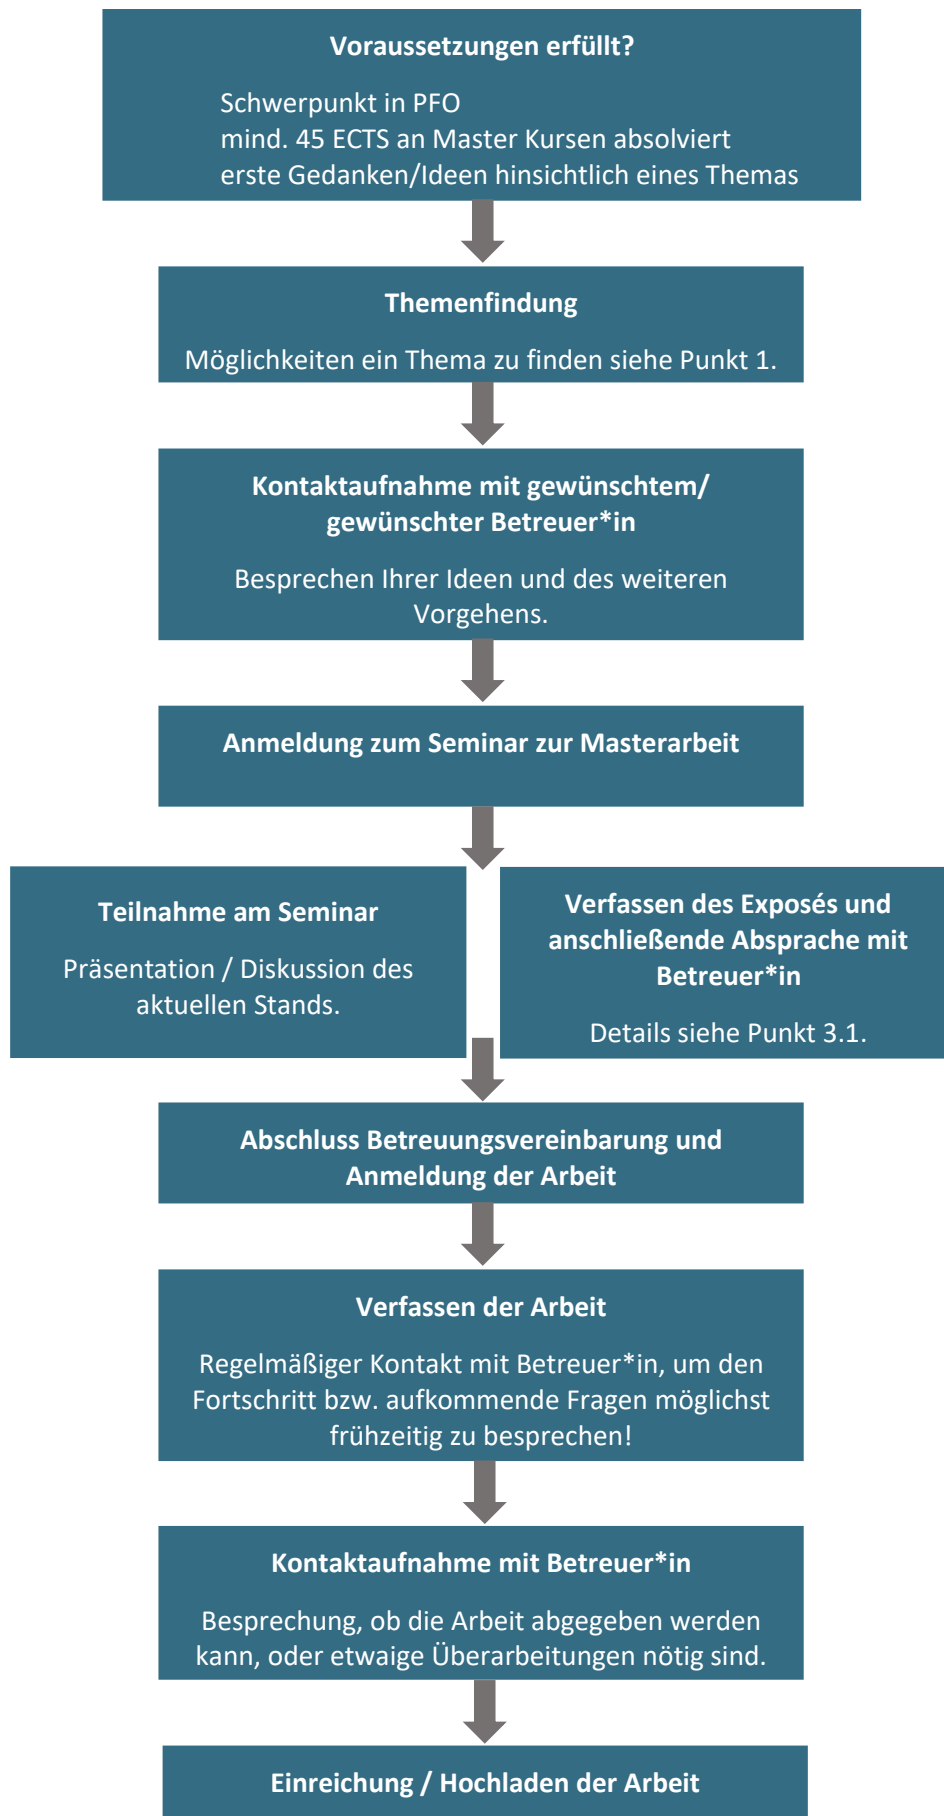 Voraussetzungen erfüllt?
Schwerpunkt in PFO
mind. 45 ECTS an Master Kursen absolviert
erste Gedanken/Ideen hinsichtlich eines Themas
Themenfindung
Möglichkeiten ein Thema zu finden siehe Punkt 1.
Kontaktaufnahme mit gewünschtem/
gewünschter Betreuer*in
Besprechen Ihrer Ideen und des weiteren
Vorgehens.
Anmeldung zum Seminar zur Masterarbeit
Teilnahme am Seminar
Präsentation / Diskussion des
aktuellen Stands.
Verfassen des Exposés und
anschließende Absprache mit
Betreuer*in
Details siehe Punkt 3.1.
Abschluss Betreuungsvereinbarung und
Anmeldung der Arbeit
Verfassen der Arbeit
Regelmäßiger Kontakt mit Betreuer*in, um den
Fortschritt bzw. aufkommende Fragen möglichst
frühzeitig zu besprechen!
Kontaktaufnahme mit Betreuer*in
Besprechung, ob die Arbeit abgegeben werden
kann, oder etwaige Überarbeitungen nötig sind.
Einreichung / Hochladen der Arbeit